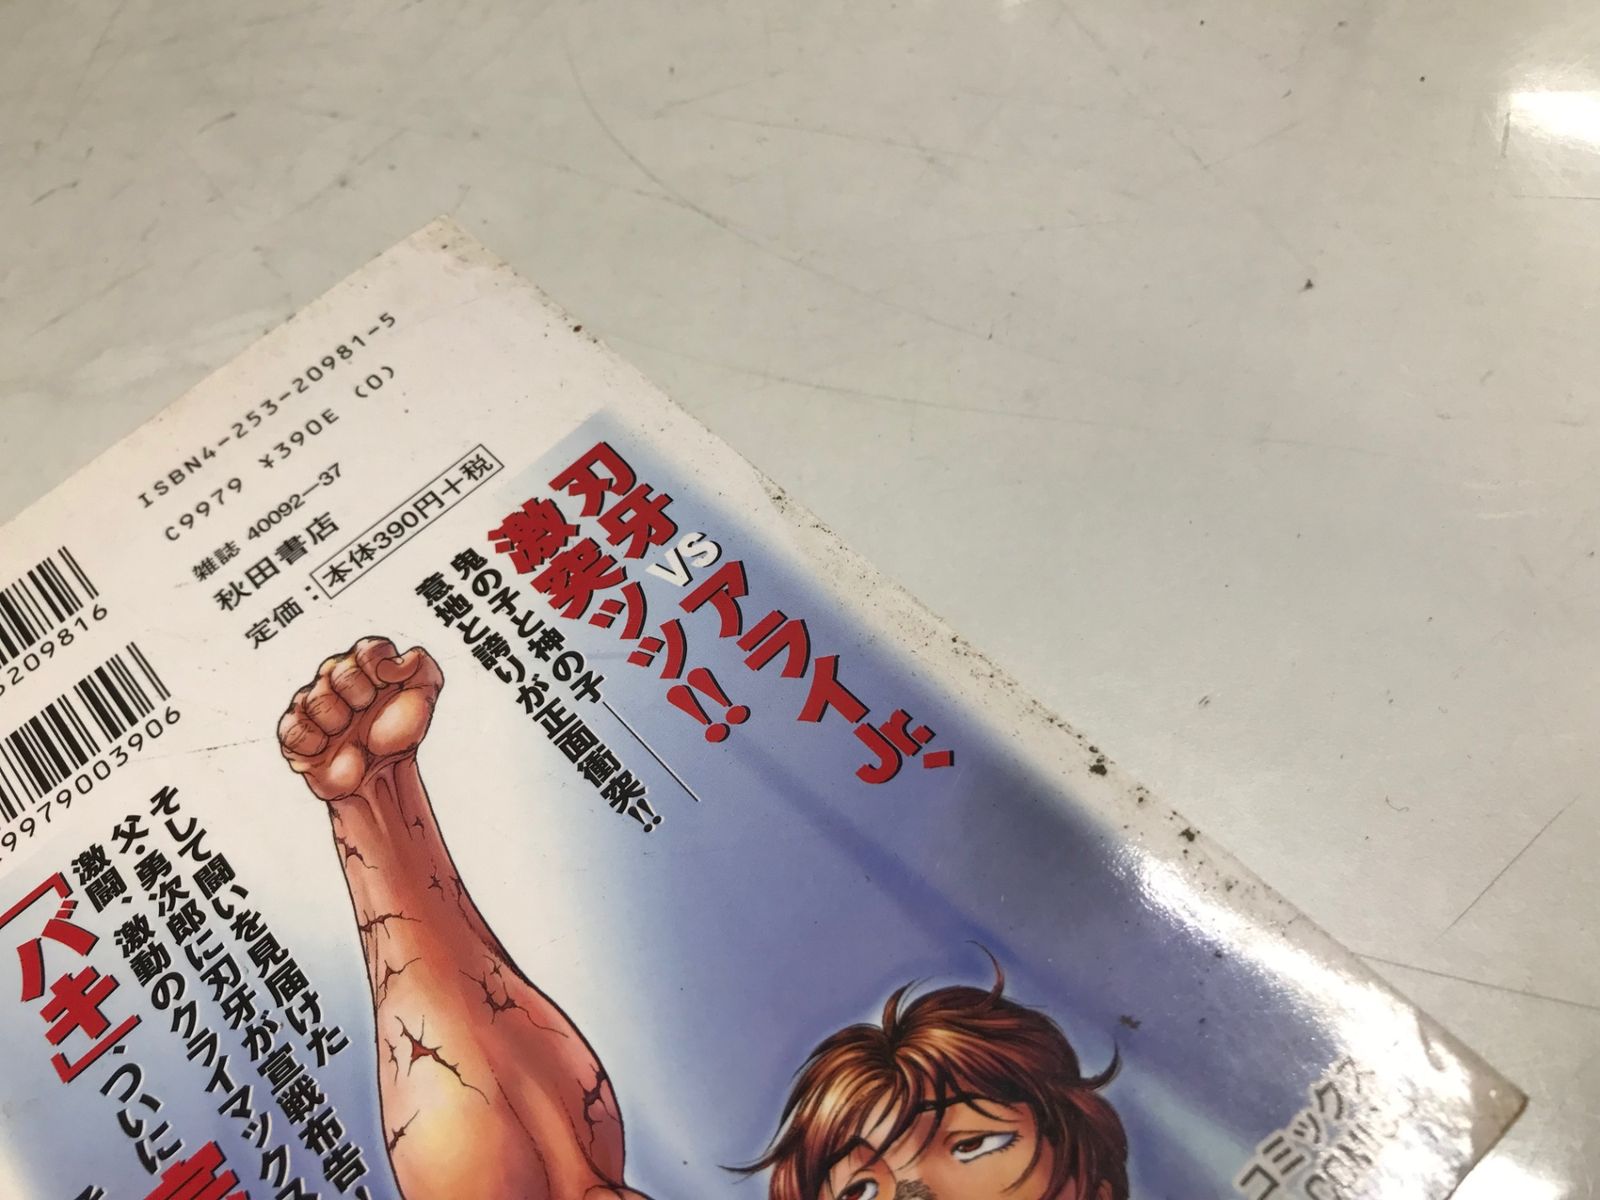 ISBN4-253-20981-5
C9979 ¥390E (0)
雑誌 40092-37
秋田書店
定価:本体390円+税
刃牙VSアライJr.、
激突ッッ!!
鬼の子と神の子――
意地と誇りが正面衝突!!
そして闘いを見届けた
父・勇次郎に刃牙が宣戦布告!
激闘、激動のクライマックス
「バキ」、ついに
コミックス